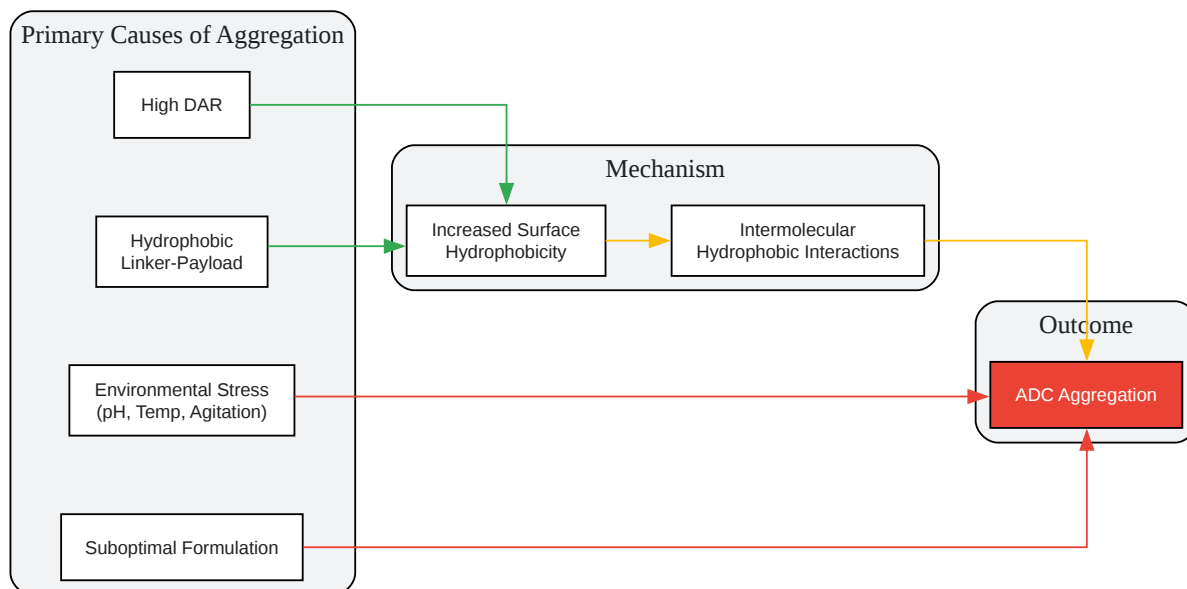 Primary Causes of Aggregation
High DAR
Hydrophobic
Linker-Payload
Environmental Stress
(pH, Temp, Agitation)
Suboptimal Formulation
Mechanism
Increased Surface
Hydrophobicity
Intermolecular
Hydrophobic Interactions
Outcome
ADC Aggregation